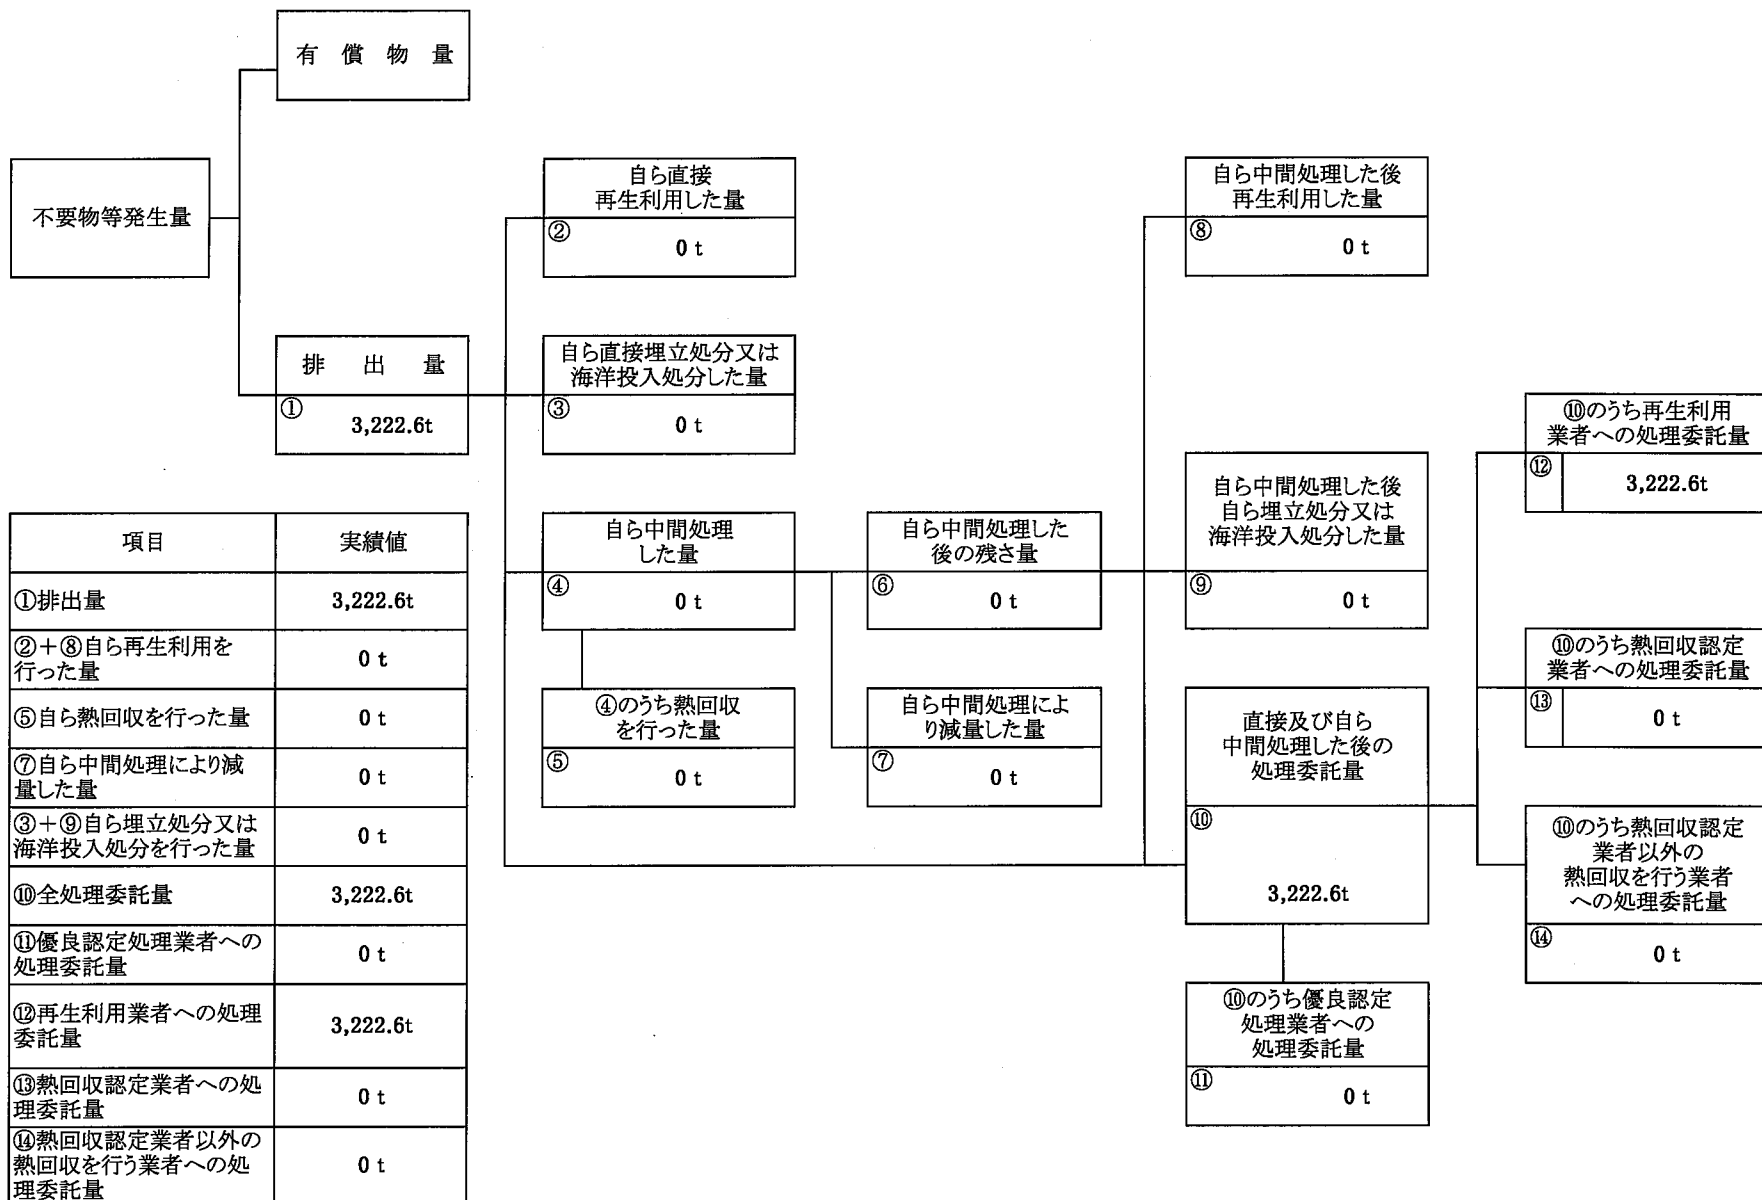 有 償 物 量
不要物等発生量
自ら直接
再生利用した量
②
0 t
自ら中間処理した後
再生利用した量
⑧
0 t
排 出 量
①
3,222.6t
自ら直接埋立処分又は
海洋投入処分した量
③
0 t
⑩のうち再生利用
業者への処理委託量
⑫
3,222.6t
自ら中間処理
した量
④
0 t
自ら中間処理した
後の残さ量
⑥
0 t
自ら中間処理した後
自ら埋立処分又は
海洋投入処分した量
⑨
0 t
⑩のうち熱回収認定
業者への処理委託量
⑬
0 t
④のうち熱回収
を行った量
⑤
0 t
自ら中間処理によ
り減量した量
⑦
0 t
直接及び自ら
中間処理した後の
処理委託量
⑩
3,222.6t
⑩のうち熱回収認定
業者以外の
熱回収を行う業者
への処理委託量
⑭
0 t
⑩のうち優良認定
処理業者への
処理委託量
⑪
0 t
項目 実績値
①排出量 3,222.6t
②+⑧自ら再生利用を
行った量 0 t
⑤自ら熱回収を行った量 0 t
⑦自ら中間処理により減
量した量 0 t
③+⑨自ら埋立処分又は
海洋投入処分を行った量 0 t
⑩全処理委託量 3,222.6t
⑪優良認定処理業者への
処理委託量 0 t
⑫再生利用業者への処理
委託量 3,222.6t
⑬熱回収認定業者への処
理委託量 0 t
⑭熱回収認定業者以外の
熱回収を行う業者への処
理委託量 0 t